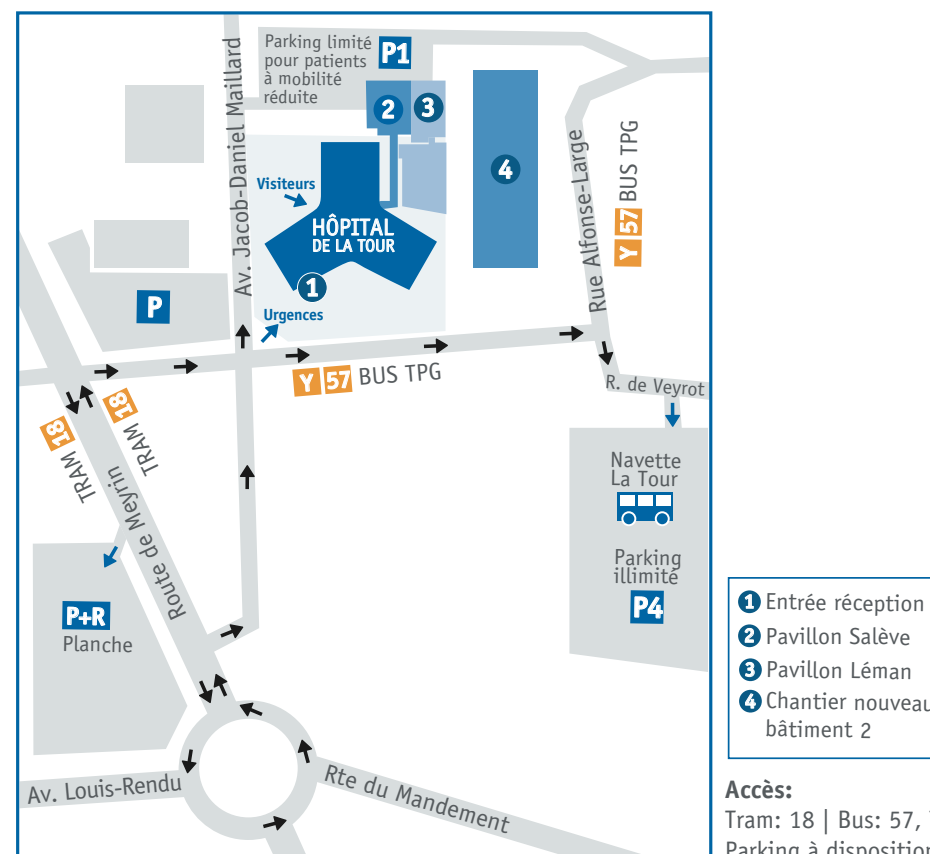 Parking limité
pour patients
à mobilité
réduite
P1
Av. Jacob-Daniel Maillard
2
3
4
Visiteurs
HÔPITAL
DE LA TOUR
1
Urgences
Rue Alfonse-Large
Y 57 BUS TPG
P
Y 57 BUS TPG
R. de Veyrot
TRAM 18
TRAM 18
Route de Meyrin
Navette
La Tour
Parking
illimité
P4
P+R
Planche
Av. Louis-Rendu
Rte du Mandement
1 Entrée réception
2 Pavillon Salève
3 Pavillon Léman
4 Chantier nouveau
bâtiment 2
Accès:
Tram: 18 | Bus: 57,
Parking à disposition